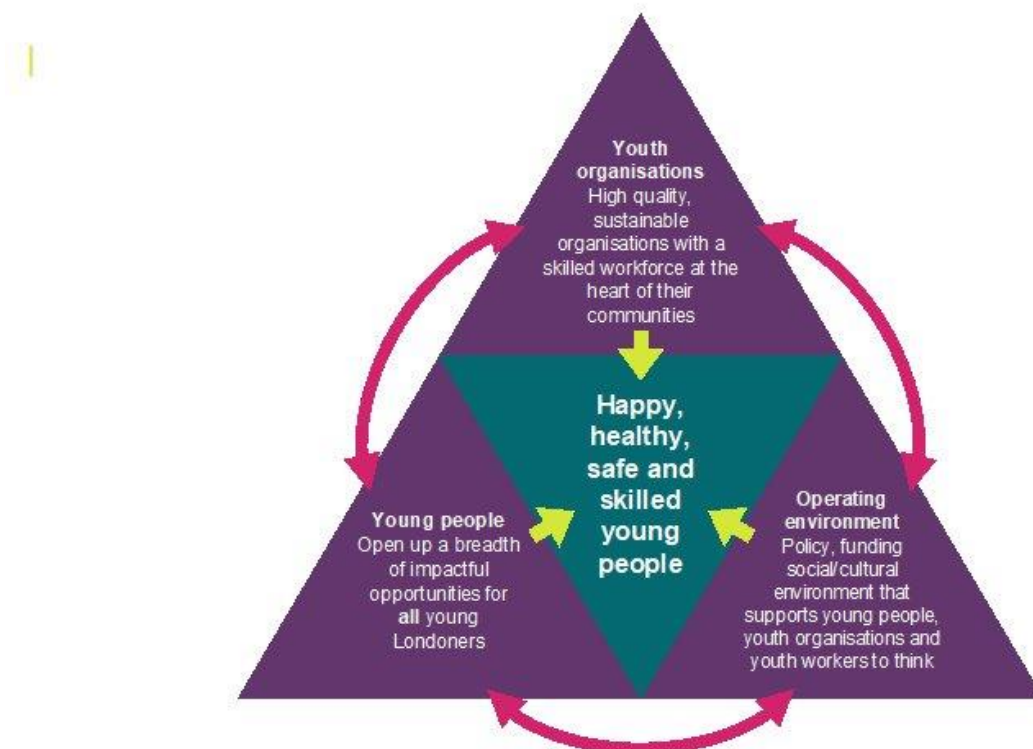 Youth
organisations
High quality,
sustainable
organisations with a
skilled workforce at the
heart of their
communities
Happy,
healthy,
safe and
skilled
young
people
Young people
Open up a breadth
of impactful
opportunities for
all young
Londoners
Operating
environment
Policy, funding
social/cultural
environment that
supports young people,
youth organisations and
youth workers to think